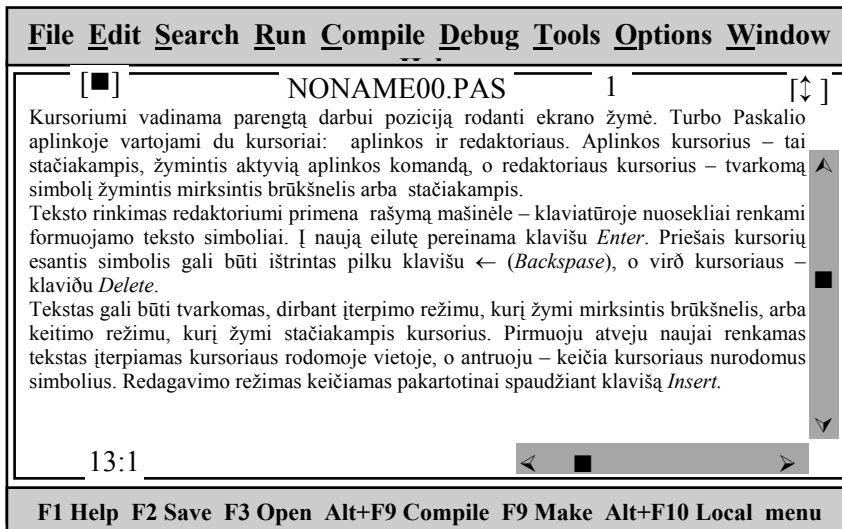 File Edit Search Run Compile Debug Tools Options Window
[■] NONAME00.PAS 1 [↕]
Kursoriumi vadinama parengtą darbui poziciją rodanti ekrano žymė. Turbo Paskalio
aplinkoje vartojami du kursoriai: aplinkos ir redaktoriaus. Aplinkos kursorius – tai
stačiakampis, žymintis aktyvią aplinkos komandą, o redaktoriaus kursorius – tvarkomą
simbolį žymintis mirksintis brūkšnelis arba stačiakampis.
Teksto rinkimas redaktoriumi primena rašymą mašinėle – klaviatūroje nuosekliai renkami
formuojamo teksto simboliai. Į naują eilutę pereinama klavišu Enter. Priešais kursorių
esantis simbolis gali būti ištrintas pilku klavišu ← (Backspase), o virð kursoriaus –
klaviðu Delete.
Tekstas gali būti tvarkomas, dirbant įterpimo režimu, kurį žymi mirksintis brūkšnelis, arba
keitimo režimu, kurį žymi stačiakampis kursorius. Pirmuoju atveju naujai renkamas
tekstas įterpiamas kursoriaus rodomoje vietoje, o antruoju – keičia kursoriaus nurodomus
simbolius. Redagavimo režimas keičiamas pakartotinai spaudžiant klavišą Insert.
13:1
F1 Help F2 Save F3 Open Alt+F9 Compile F9 Make Alt+F10 Local menu